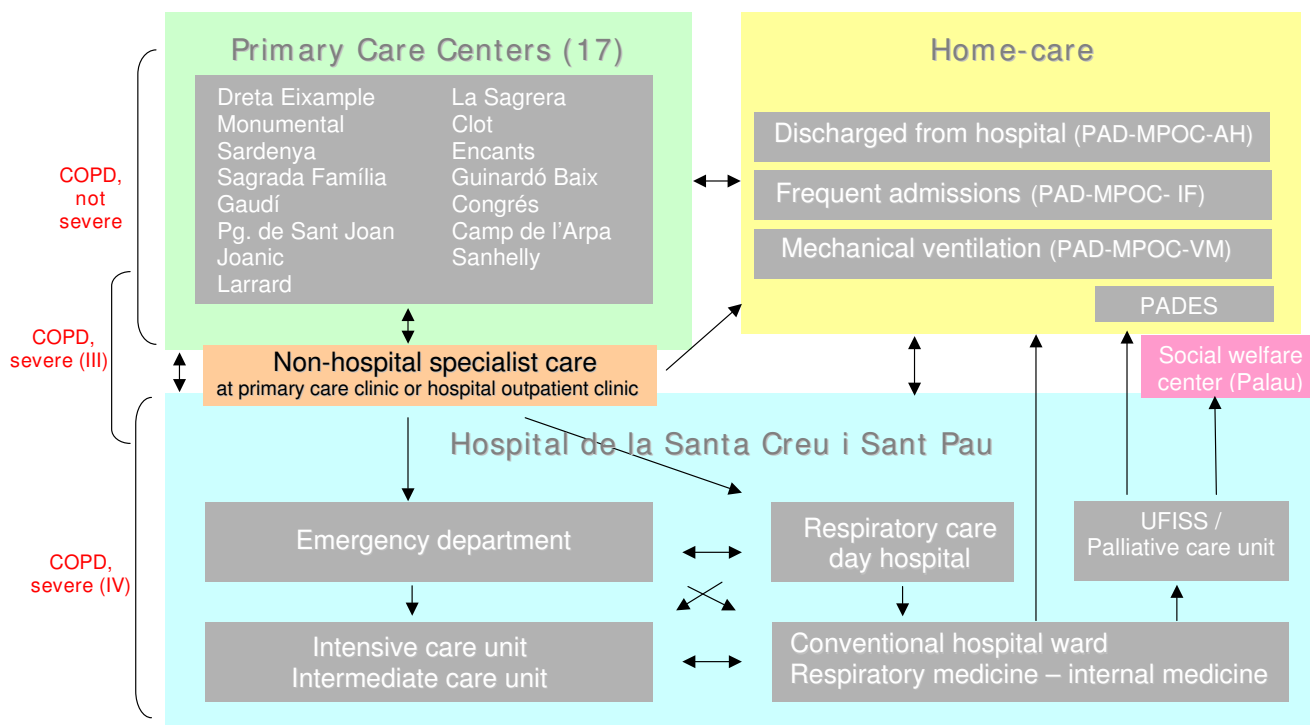 Primary Care Centers (17)
Dreta Eixample
Monumental
Sardenya
Sagrada Família
Gaudí
Pg. de Sant Joan
Joanic
Larrard
La Sagrera
Clot
Encants
Guinardó Baix
Congrés
Camp de l'Arpa
Sanhelly
Home-care
Discharged from hospital (PAD-MPOC-AH)
Frequent admissions (PAD-MPOC- IF)
Mechanical ventilation (PAD-MPOC-VM)
PADES
COPD,
not
severe
COPD,
severe (III)
COPD,
severe (IV)
Non-hospital specialist care
at primary care clinic or hospital outpatient clinic
Social welfare
center (Palau)
Hospital de la Santa Creu i Sant Pau
Emergency department
Respiratory care
day hospital
UFISS /
Palliative care unit
Intensive care unit
Intermediate care unit
Conventional hospital ward
Respiratory medicine – internal medicine